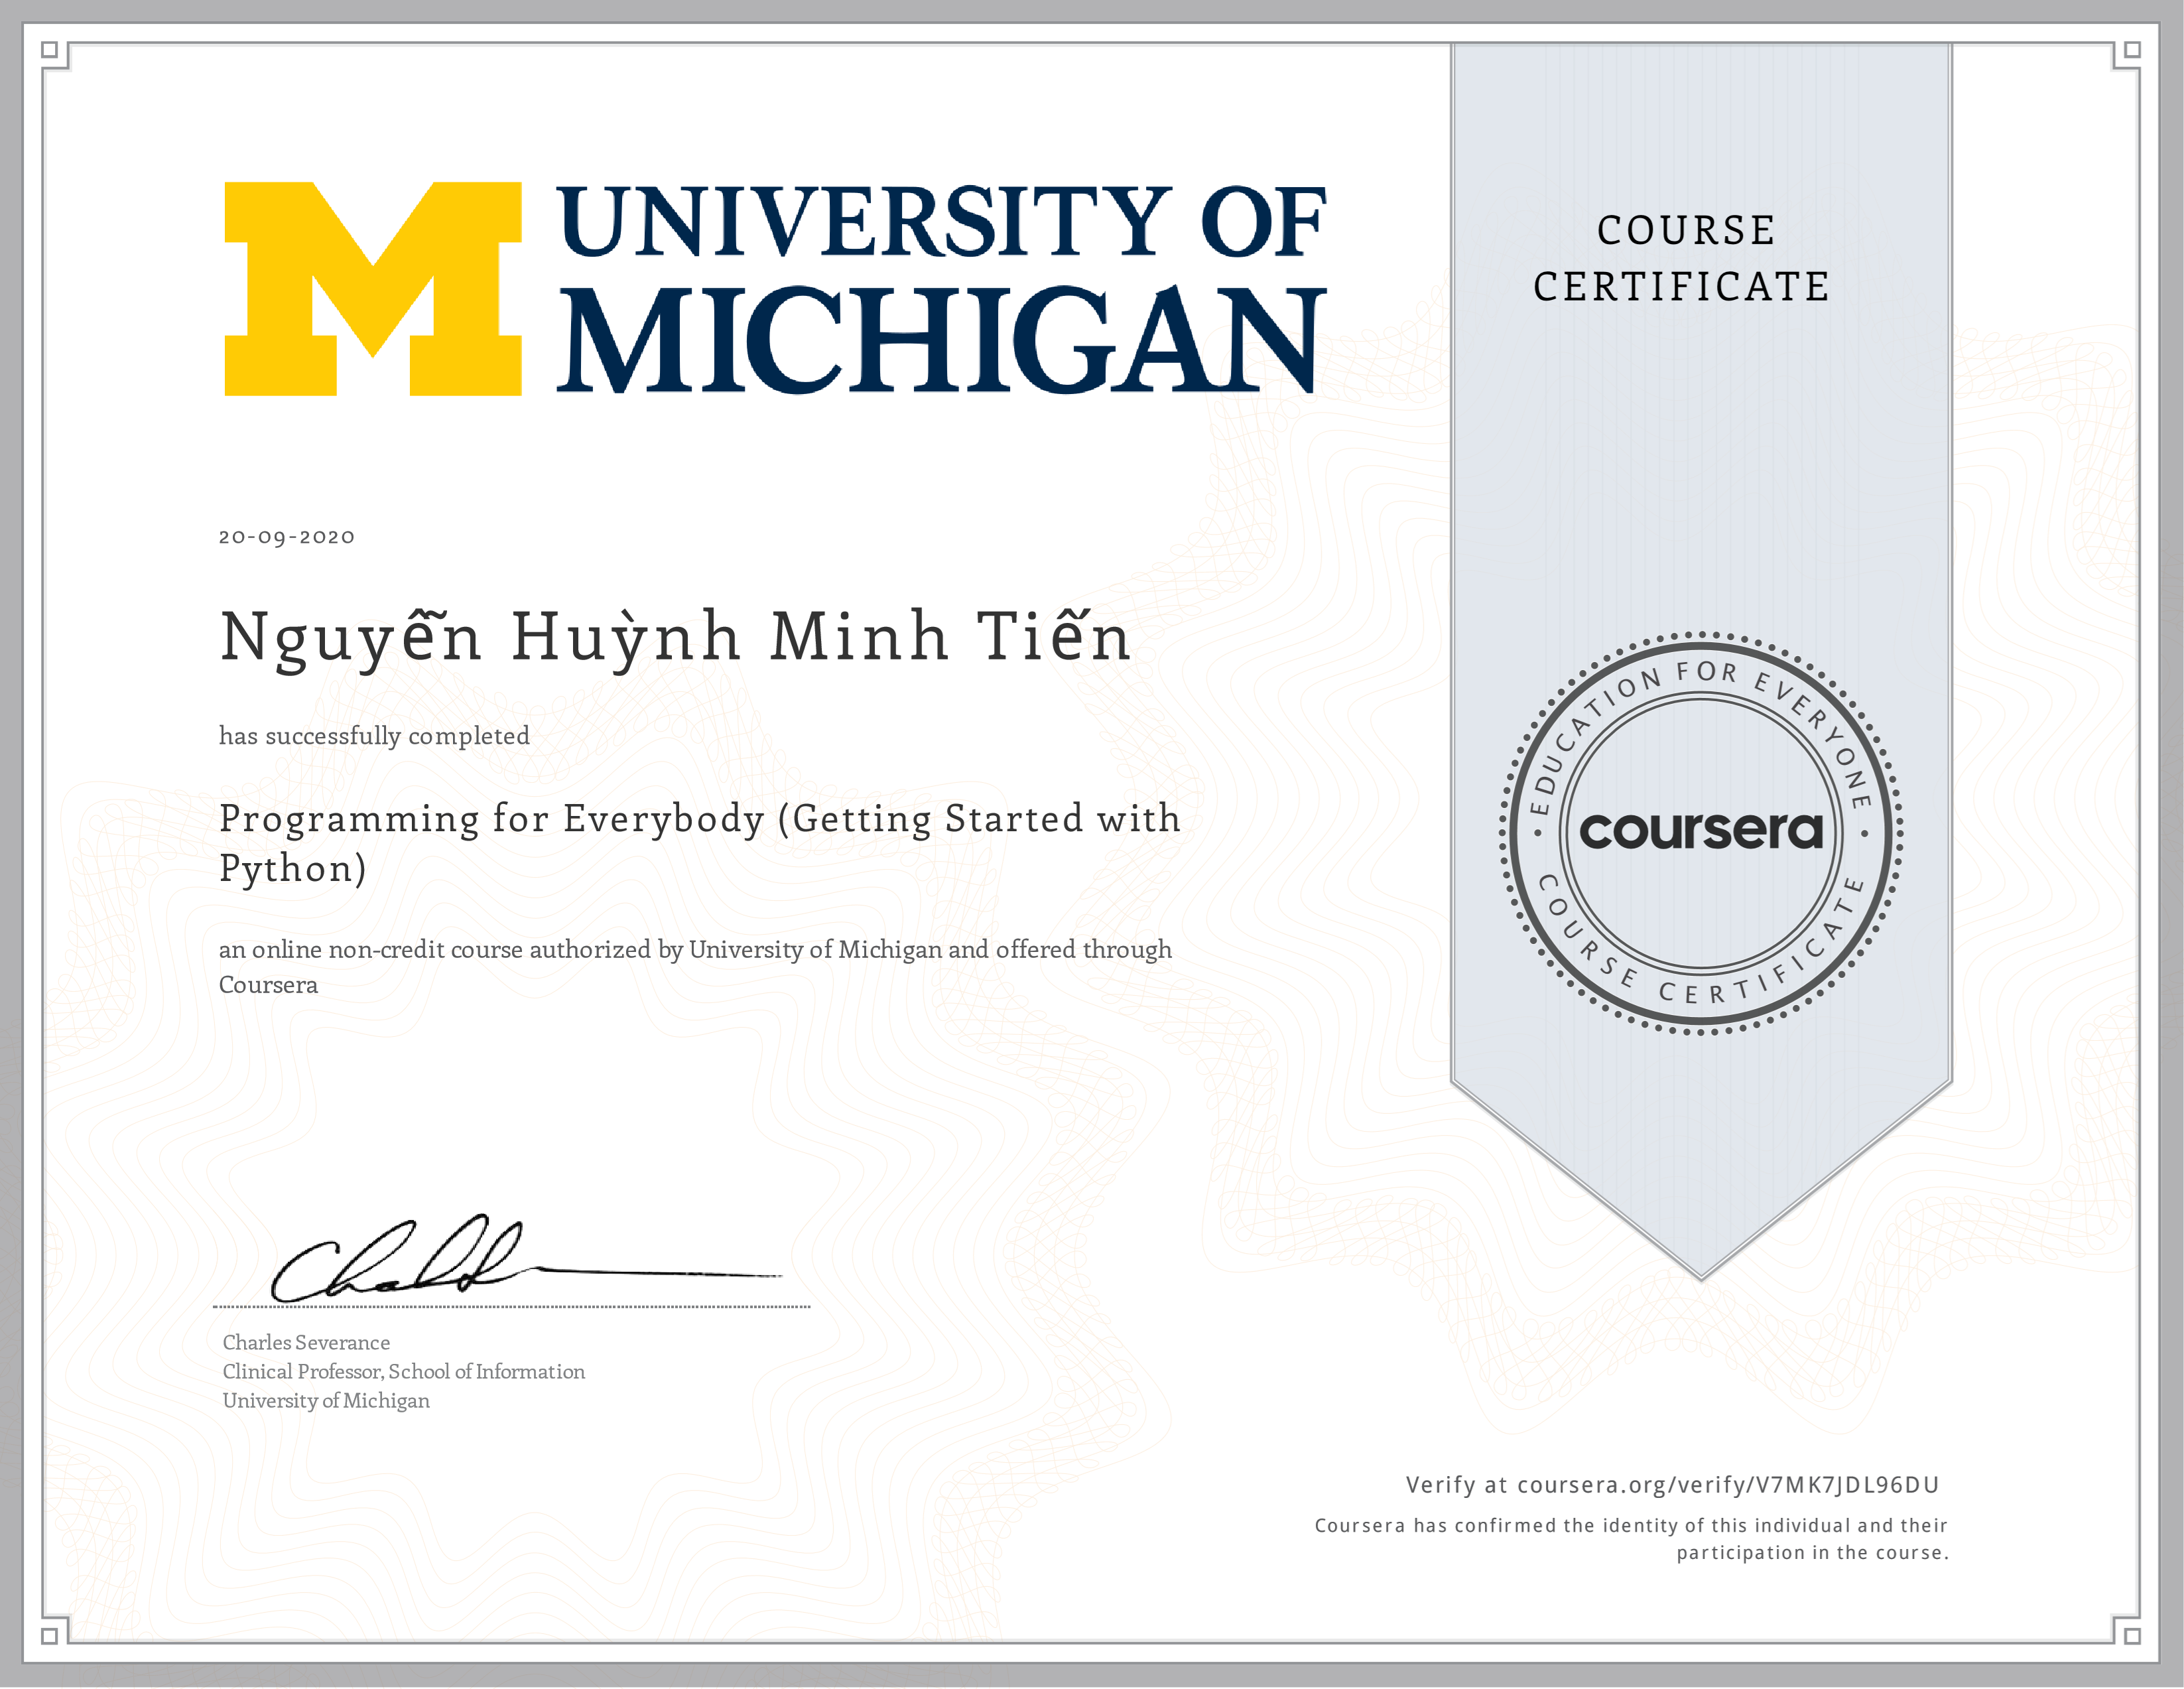 UNIVERSITY OF
MICHIGAN
COURSE
CERTIFICATE
20-09-2020
Nguyễn Huỳnh Minh Tiến
has successfully completed
Programming for Everybody (Getting Started with
Python)
an online non-credit course authorized by University of Michigan and offered through
Coursera
EDUCATION FOR EVERYONE
coursera
COURSE CERTIFICATE
Charles Severance
Clinical Professor, School of Information
University of Michigan
Verify at coursera.org/verify/V7MK7JDL96DU
Coursera has confirmed the identity of this individual and their
participation in the course.